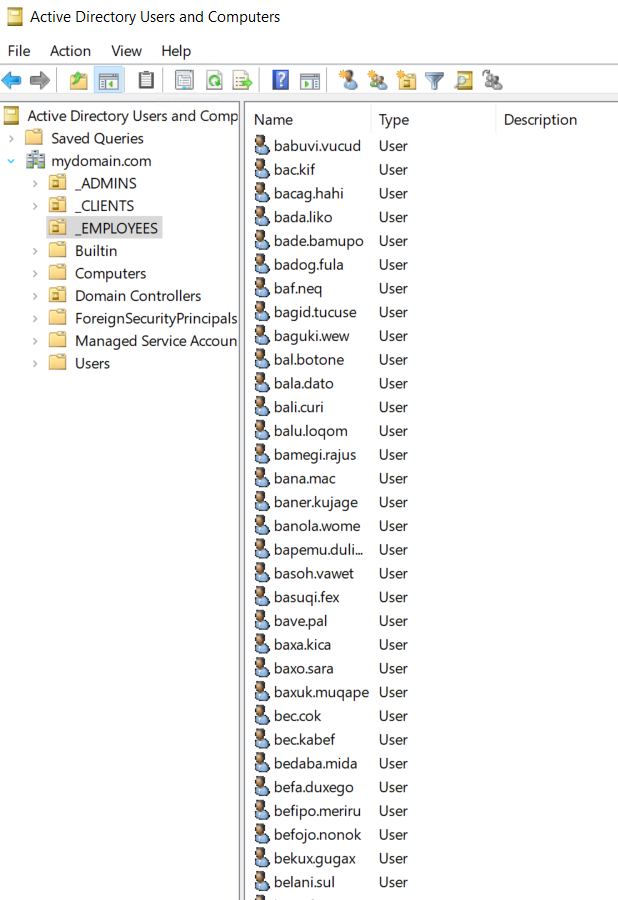 Active Directory Users and Computers
File Action View Help
Active Directory Users and Comp
Saved Queries
mydomain.com
_ADMINS
_CLIENTS
_EMPLOYEES
Builtin
Computers
Domain Controllers
ForeignSecurityPrincipals
Managed Service Accoun
Users
Name Type Description
babuvi.vucud User
bac.kif User
bacag.hahi User
bada.liko User
bade.bamupo User
badog.fula User
baf.neq User
bagid.tucuse User
baguki.wew User
bal.botone User
bala.dato User
bali.curi User
balu.loqom User
bamegi.rajus User
bana.mac User
baner.kujage User
banola.wome User
bapemu.duli... User
basoh.vawet User
basuqi.fex User
bave.pal User
baxa.kica User
baxo.sara User
baxuk.muqape User
bec.cok User
bec.kabef User
bedaba.mida User
befa.duxego User
befipo.meriru User
befojo.nonok User
bekux.gugax User
belani.sul User